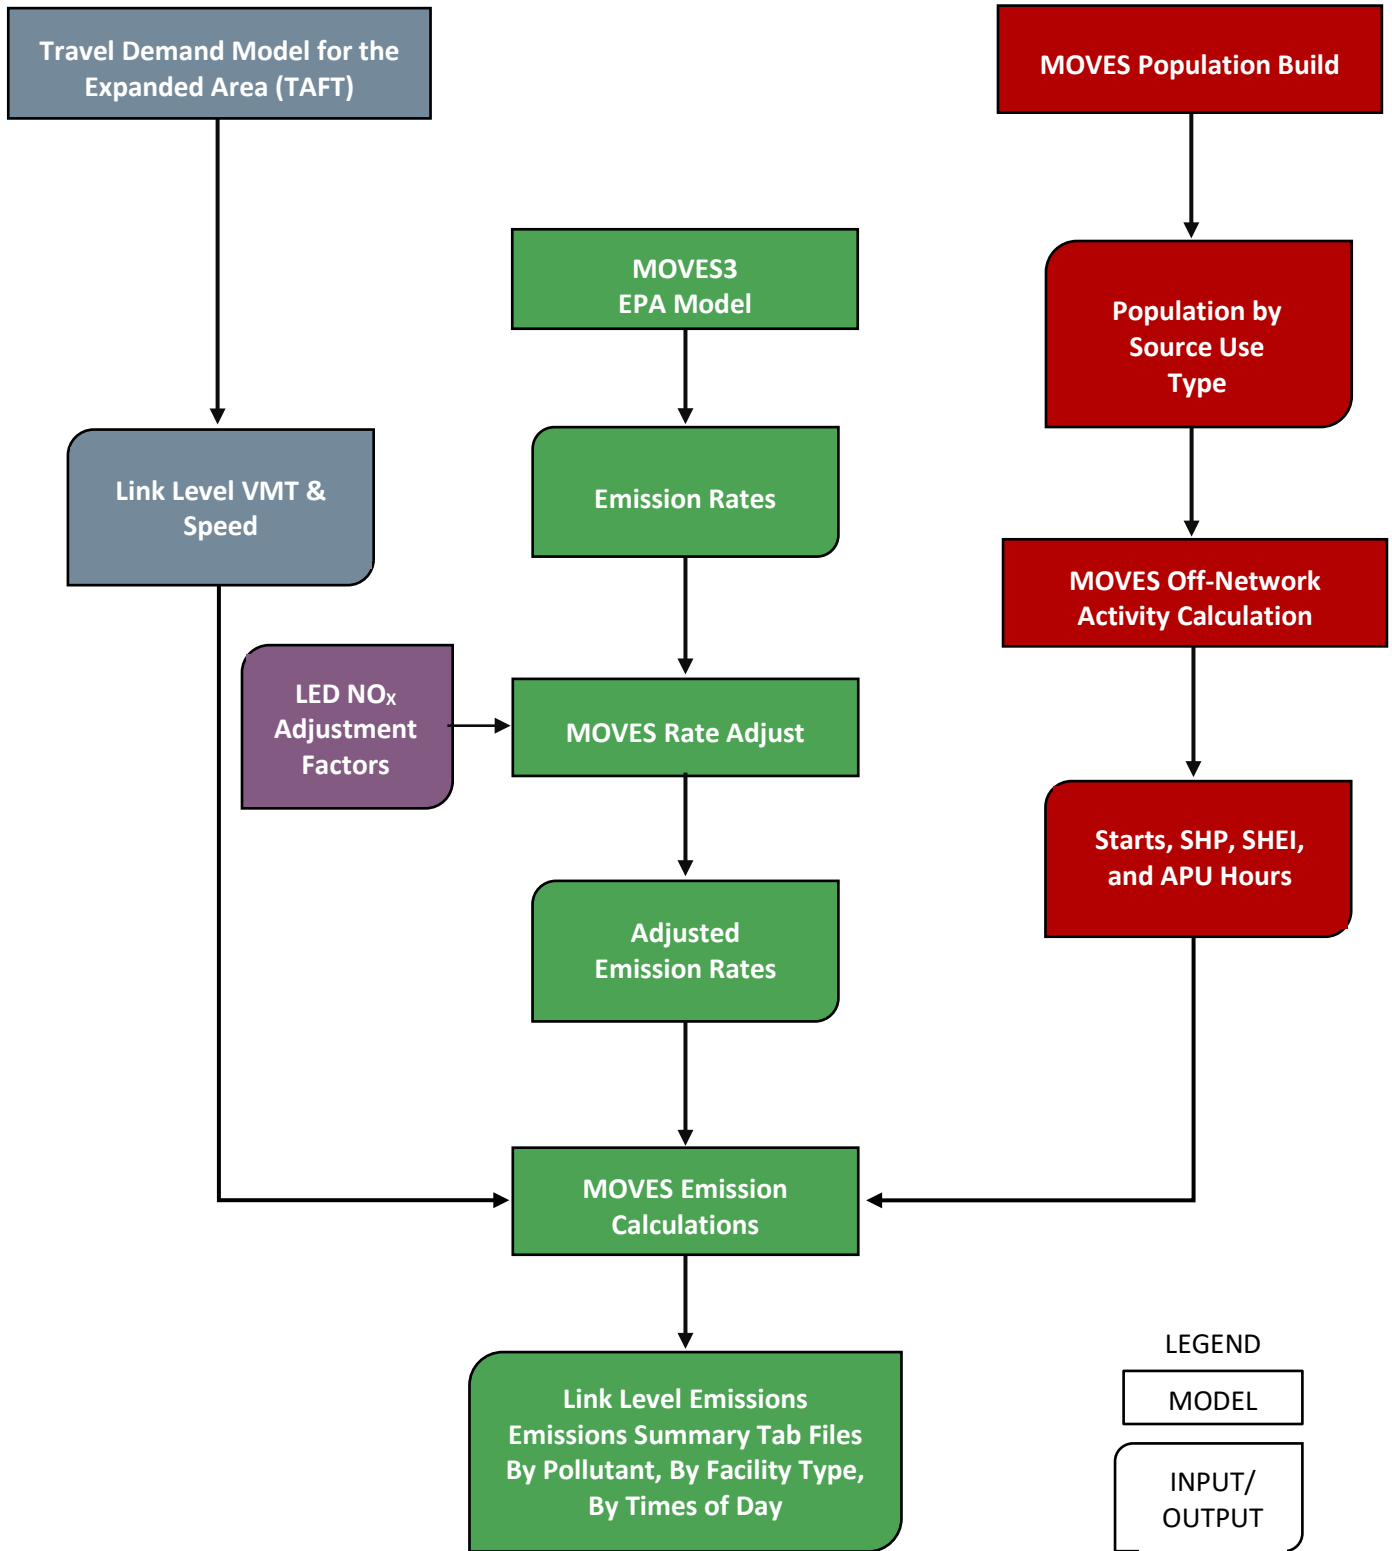 Travel Demand Model for the
Expanded Area (TAFT)
MOVES Population Build
MOVES3
EPA Model
Population by
Source Use
Type
Link Level VMT &
Speed
Emission Rates
MOVES Off-Network
Activity Calculation
LED NOX
Adjustment
Factors
MOVES Rate Adjust
Starts, SHP, SHEI,
and APU Hours
Adjusted
Emission Rates
MOVES Emission
Calculations
Link Level Emissions
Emissions Summary Tab Files
By Pollutant, By Facility Type,
By Times of Day
LEGEND
MODEL
INPUT/
OUTPUT